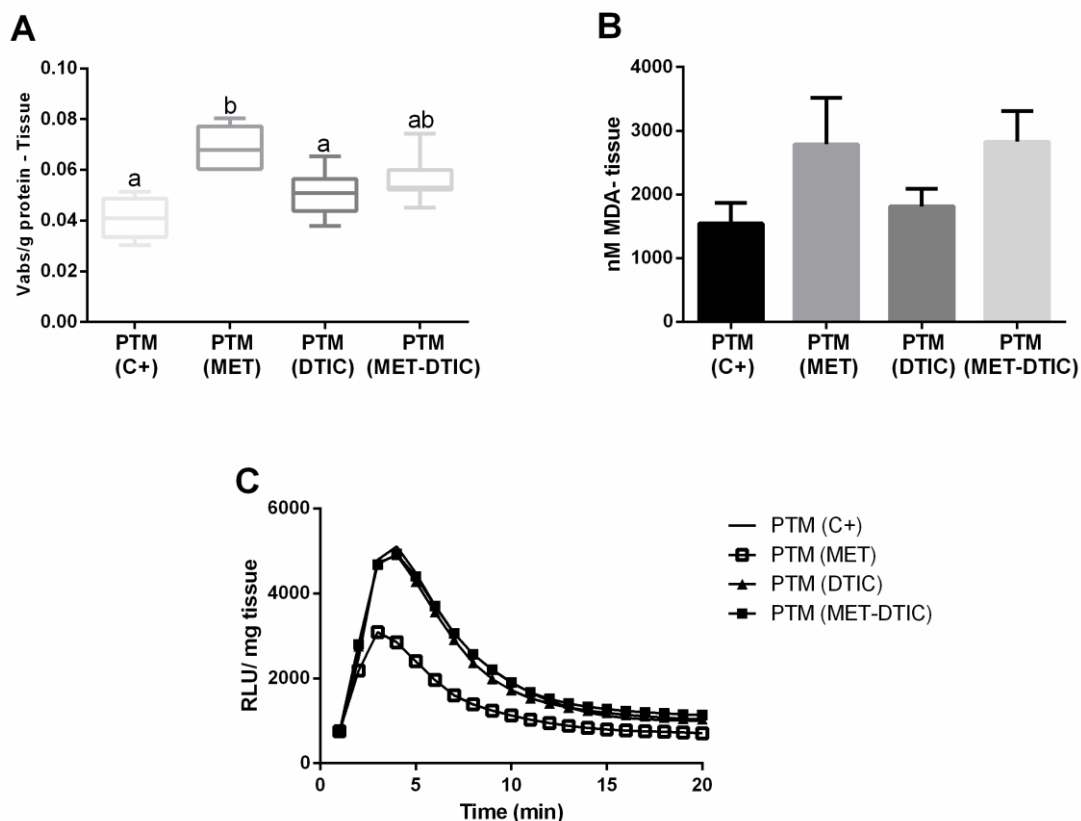 A
Vabs/g protein - Tissue
0.10
0.08
0.06
0.04
0.02
0.00
a
b
a
ab
PTM
(C+)
PTM
(MET)
PTM
(DTIC)
PTM
(MET-DTIC)
B
nM MDA- tissue
4000
3000
2000
1000
0
PTM
(C+)
PTM
(MET)
PTM
(DTIC)
PTM
(MET-DTIC)
C
RLU/ mg tissue
6000
4000
2000
0
0 5 10 15 20
Time (min)
PTM (C+)
PTM (MET)
PTM (DTIC)
PTM (MET-DTIC)